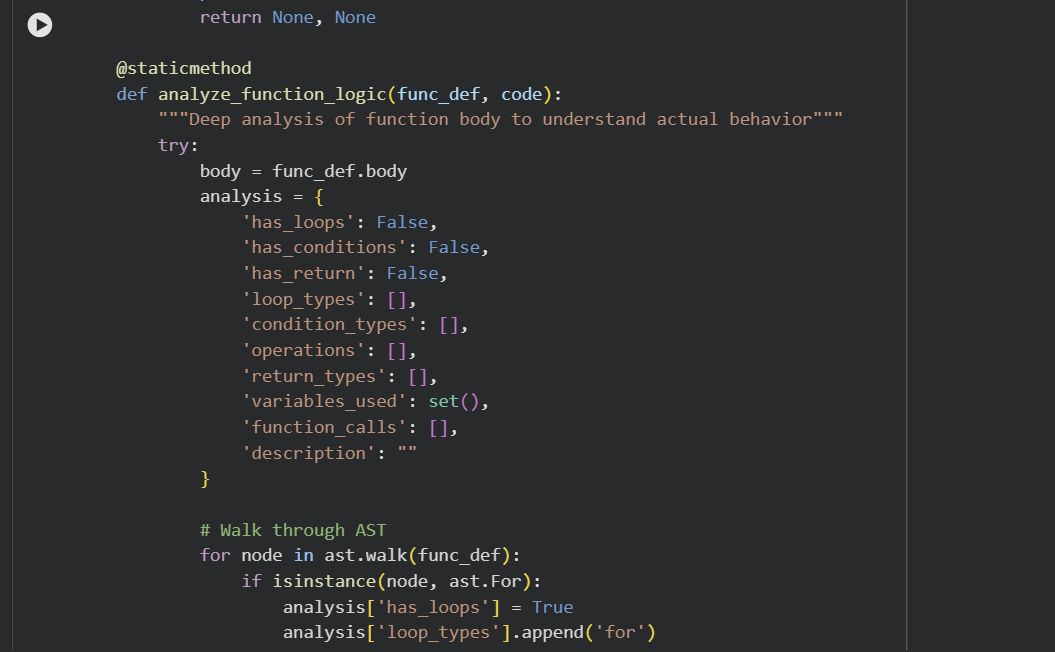 return None, None
@staticmethod
def analyze_function_logic(func_def, code):
"""Deep analysis of function body to understand actual behavior"""
try:
body = func_def.body
analysis = {
'has_loops': False,
'has_conditions': False,
'has_return': False,
'loop_types': [],
'condition_types': [],
'operations': [],
'return_types': [],
'variables_used': set(),
'function_calls': [],
'description': ""
}
# Walk through AST
for node in ast.walk(func_def):
if isinstance(node, ast.For):
analysis['has_loops'] = True
analysis['loop_types'].append('for')